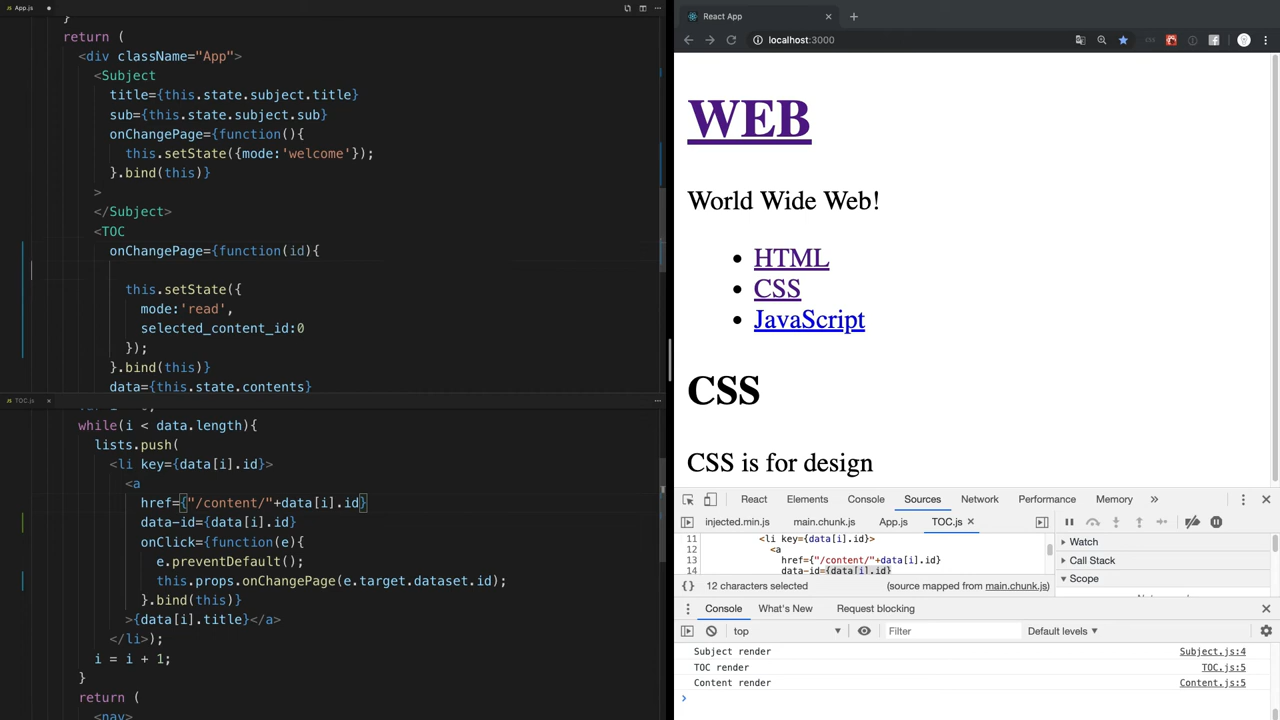 App.js
}
return (
<div className="App">
<Subject
title={this.state.subject.title}
sub={this.state.subject.sub}
onChangePage={function(){
this.setState({mode:'welcome'});
}.bind(this)}
>
</Subject>
<TOC
onChangePage={function(id){
this.setState({
mode:'read',
selected_content_id:0
});
}.bind(this)}
data={this.state.contents}
TOC.js
while(i < data.length){
lists.push(
<li key={data[i].id}>
<a
href={"/content/"+data[i].id}
data-id={data[i].id}
onClick={function(e){
e.preventDefault();
this.props.onChangePage(e.target.dataset.id);
}.bind(this)}
>{data[i].title}</a>
</li>);
i = i + 1;
}
return (
<nav>
React App
localhost:3000
WEB
World Wide Web!
HTML
CSS
JavaScript
CSS
CSS is for design
React Elements Console Sources Network Performance Memory »
injected.min.js main.chunk.js App.js TOC.js
11 <li key={data[i].id}>
12 <a
13 href={"/content/"+data[i].id}
14 data-id={data[i].id}
{} 12 characters selected (source mapped from main.chunk.js)
Watch
Call Stack
Scope
Console What's New Request blocking
top Filter Default levels
Subject render Subject.js:4
TOC render TOC.js:5
Content render Content.js:5